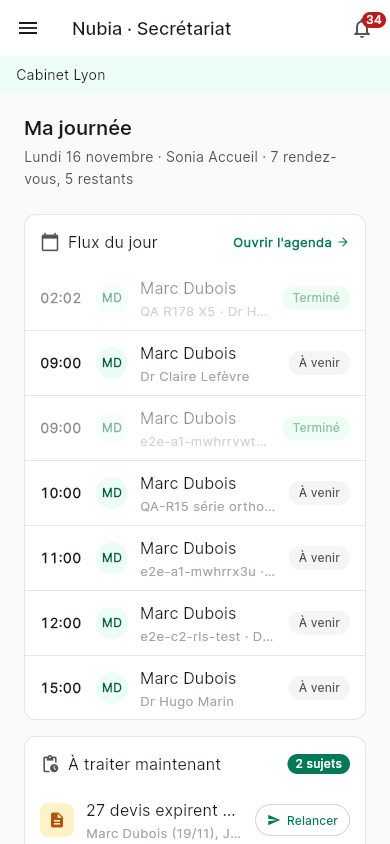 Nubia · Secrétariat
34
Cabinet Lyon
Ma journée
Lundi 16 novembre · Sonia Accueil · 7 rendez-
vous, 5 restants
Flux du jour
Ouvrir l'agenda →
02:02 MD Marc Dubois Terminé
QA R178 X5 · Dr H...
09:00 MD Marc Dubois À venir
Dr Claire Lefèvre
09:00 MD Marc Dubois Terminé
e2e-a1-mwhrrvwt...
10:00 MD Marc Dubois À venir
QA-R15 série ortho...
11:00 MD Marc Dubois À venir
e2e-a1-mwhrrx3u ·...
12:00 MD Marc Dubois À venir
e2e-c2-rls-test · D...
15:00 MD Marc Dubois À venir
Dr Hugo Marin
À traiter maintenant 2 sujets
27 devis expirent ... Relancer
Marc Dubois (19/11), J...